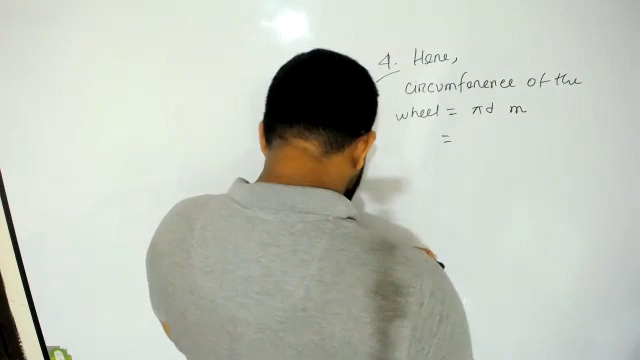 4. Here,
circumference of the
wheel = πd m
=